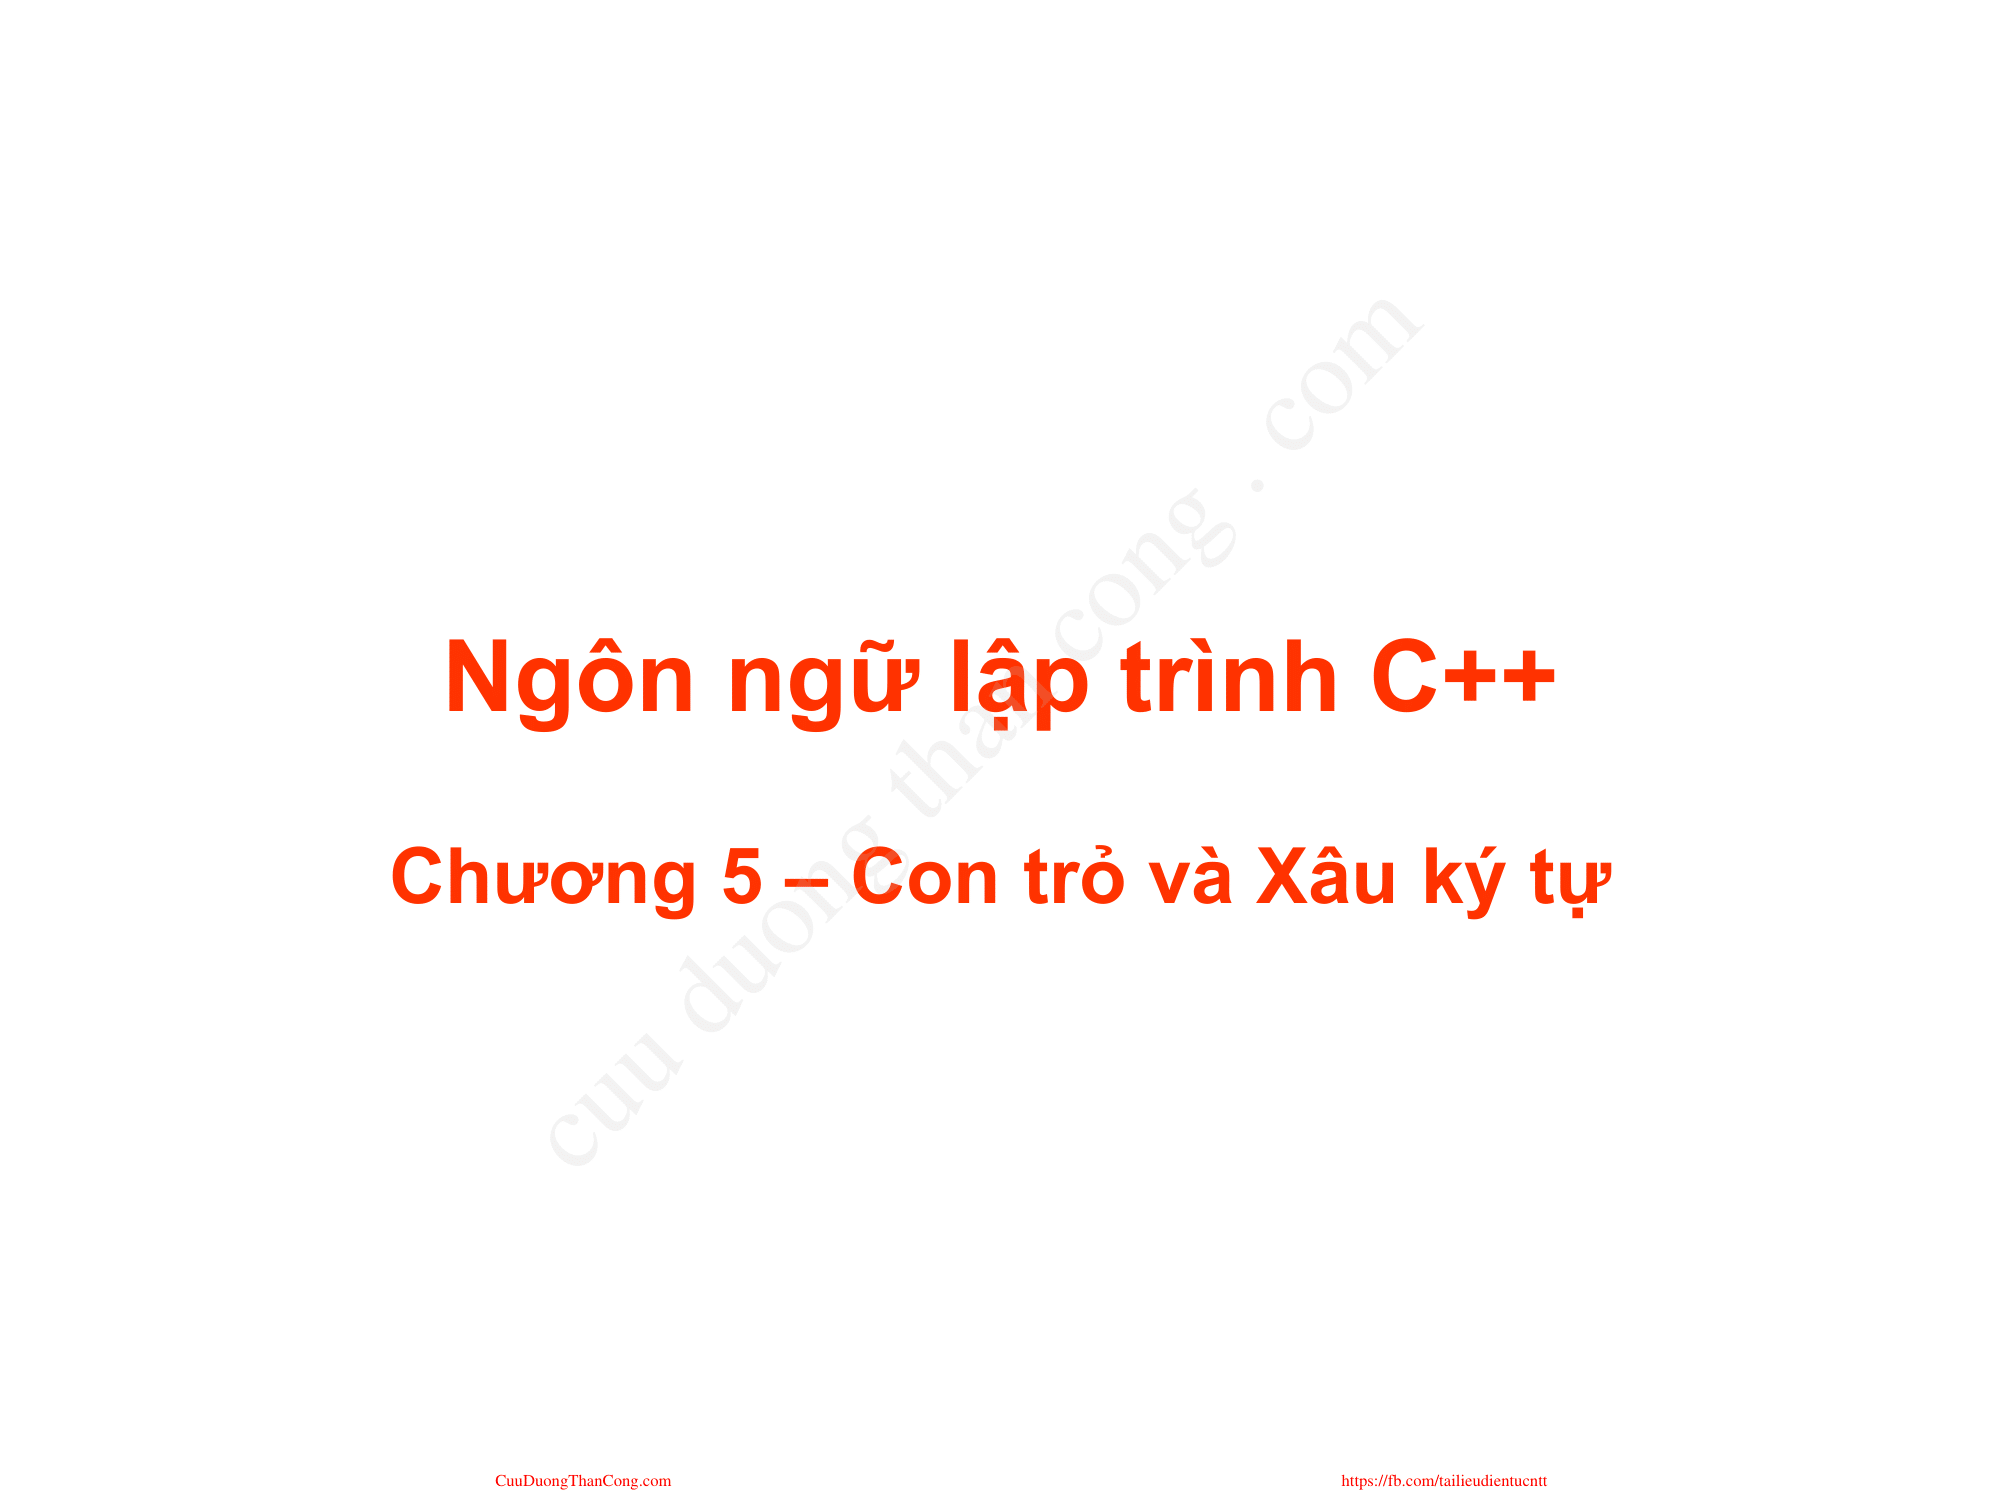 Ngôn ngữ lập trình C++
Chương 5 – Con trỏ và Xâu ký tự
cuu duong than cong . com
CuuDuongThanCong.com
https://fb.com/tailieudientucntt